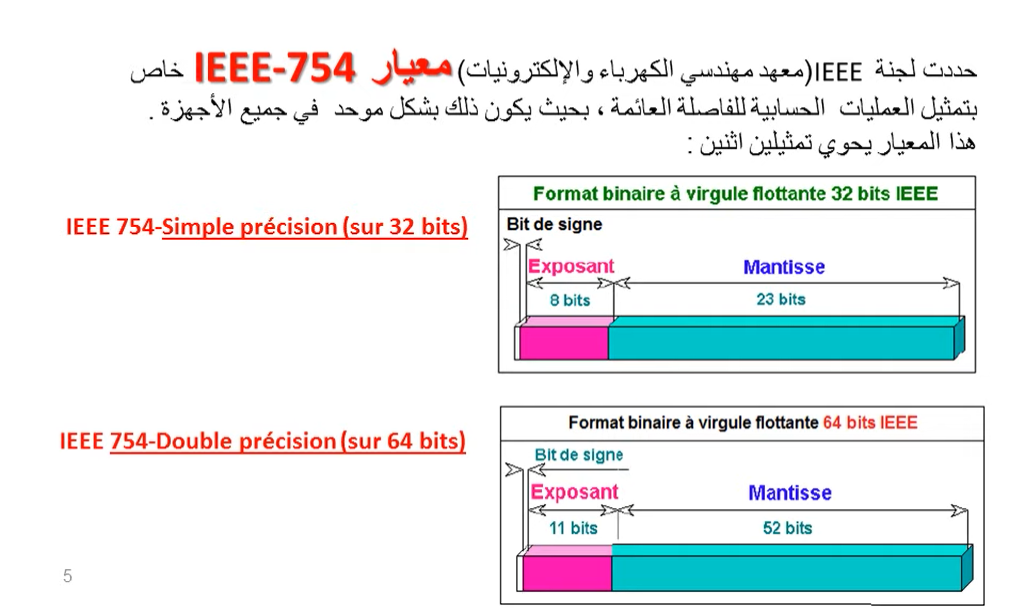 حددت لجنة IEEE(معهد مهندسي الكهرباء والإلكترونيات) معيار IEEE-754 خاص
بتمثيل العمليات الحسابية للفاصلة العائمة ، بحيث يكون ذلك بشكل موحد في جميع الأجهزة .
هذا المعيار يحوي تمثيلين اثنين :
IEEE 754-Simple précision (sur 32 bits)
Format binaire à virgule flottante 32 bits IEEE
Bit de signe
Exposant Mantisse
8 bits 23 bits
IEEE 754-Double précision (sur 64 bits)
Format binaire à virgule flottante 64 bits IEEE
Bit de signe
Exposant Mantisse
11 bits 52 bits
5